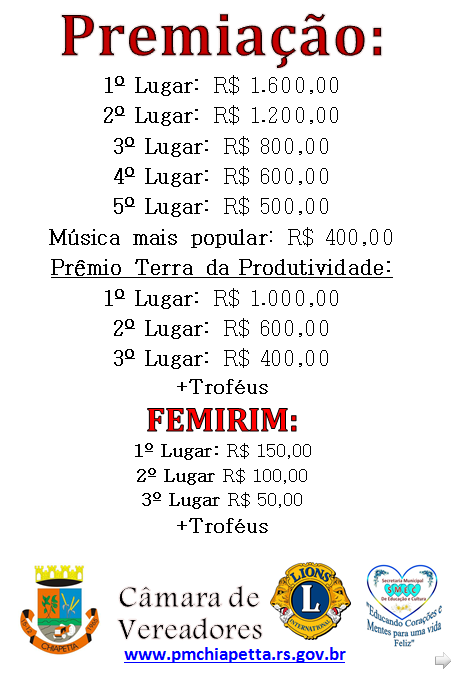 Premiação:
1º Lugar: R$ 1.600,00
2º Lugar: R$ 1.200,00
3º Lugar: R$ 800,00
4º Lugar: R$ 600,00
5º Lugar: R$ 500,00
Música mais popular: R$ 400,00
Prêmio Terra da Produtividade:
1º Lugar: R$ 1.000,00
2º Lugar: R$ 600,00
3º Lugar: R$ 400,00
+Troféus
FEMIRIM:
1º Lugar: R$ 150,00
2º Lugar R$ 100,00
3º Lugar R$ 50,00
+Troféus
CHIAPETTA
Câmara de
Vereadores
LIONS
L
INTERNATIONAL
Secretaria Municipal
SMEC
De Educação e Cultura
"Educando Corações e
Mentes para uma vida
Feliz"
www.pmchiapetta.rs.gov.br